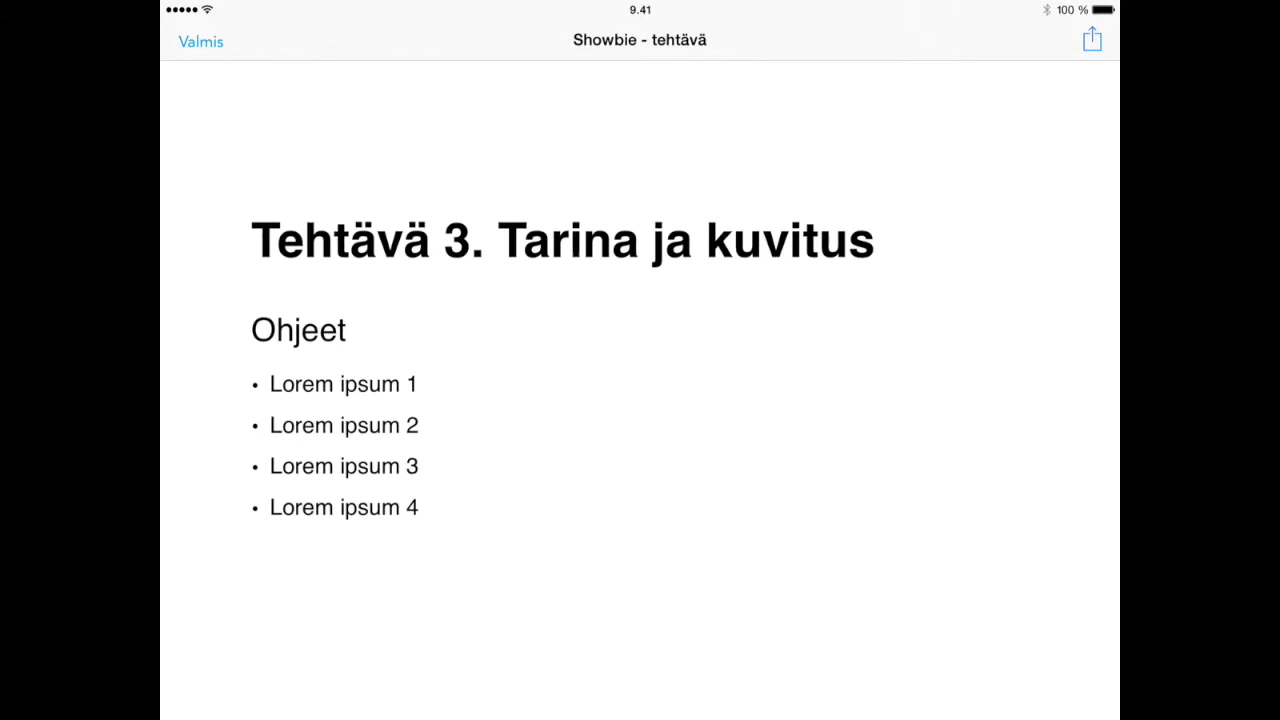 9.41
100 %
Valmis
Showbie - tehtävä
Tehtävä 3. Tarina ja kuvitus
Ohjeet
• Lorem ipsum 1
• Lorem ipsum 2
• Lorem ipsum 3
• Lorem ipsum 4